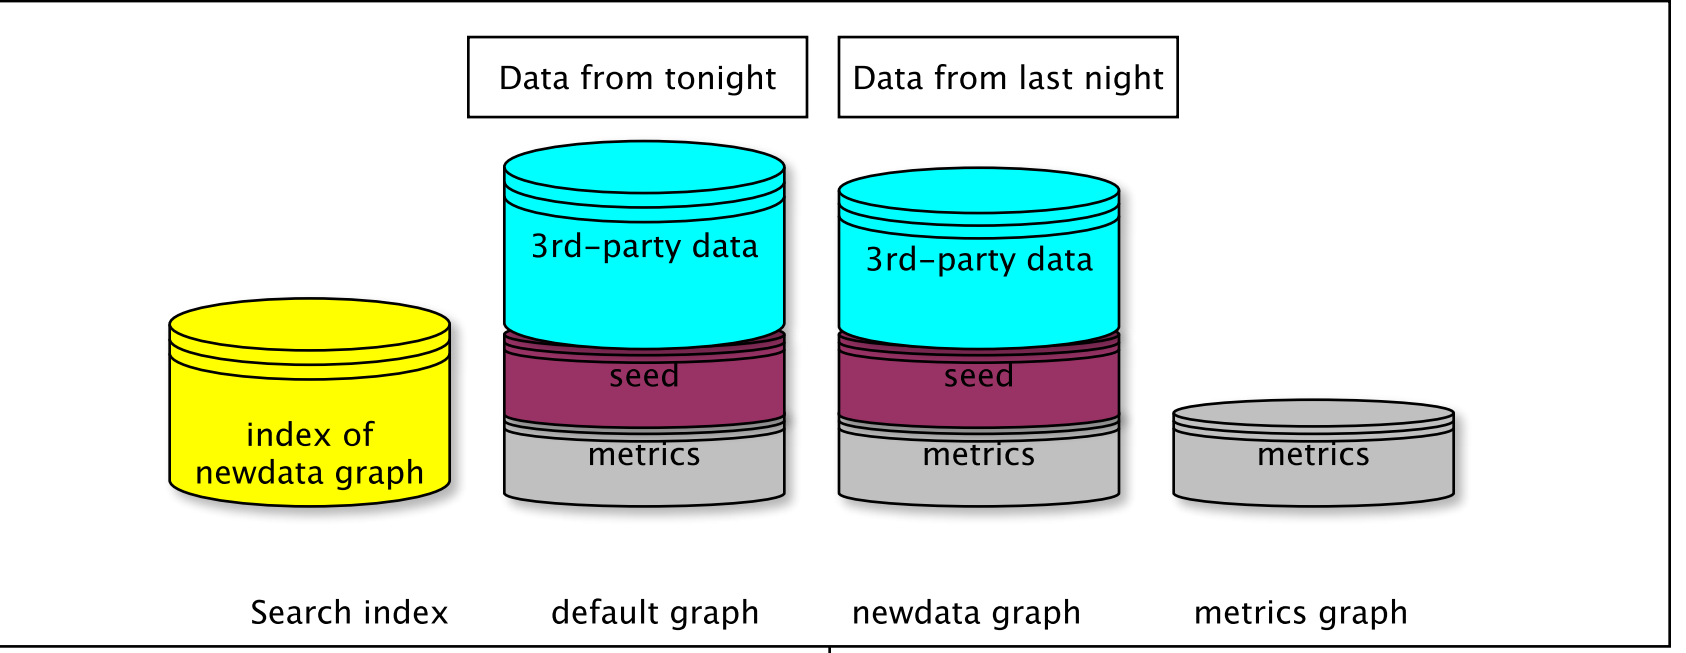 Data from tonight
Data from last night
3rd-party data
3rd-party data
seed
seed
index of
newdata graph
metrics
metrics
metrics
Search index
default graph
newdata graph
metrics graph